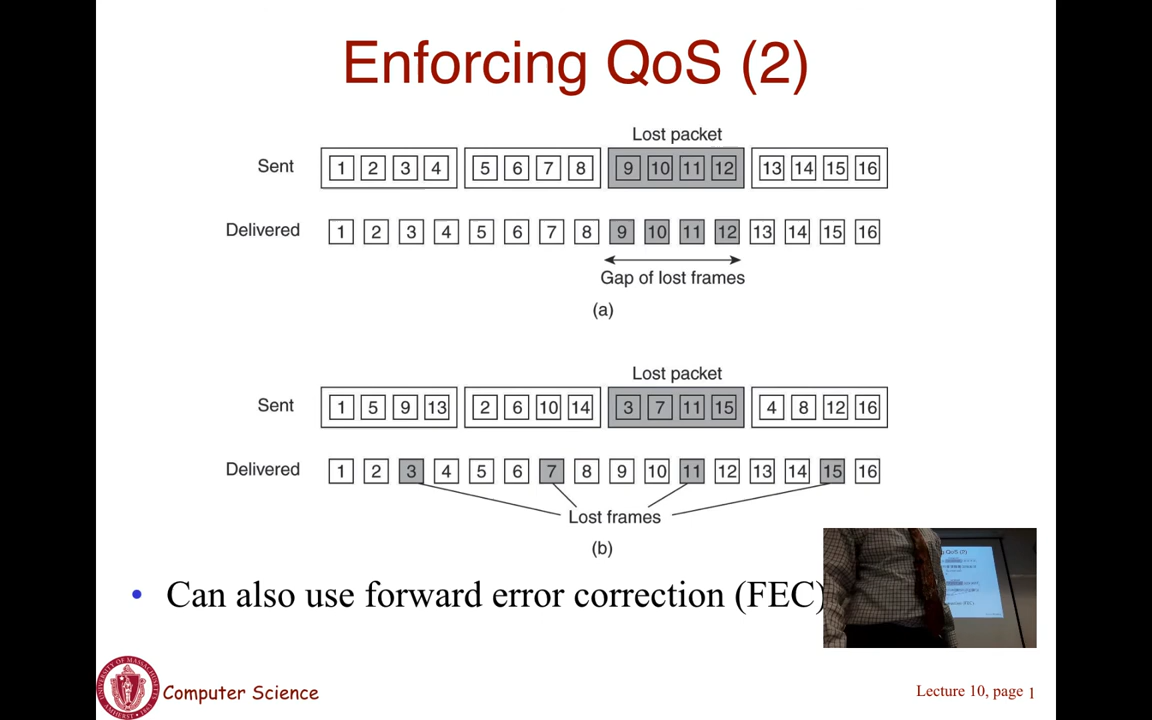 Enforcing QoS (2)
Lost packet
Sent 1 2 3 4 5 6 7 8 9 10 11 12 13 14 15 16
Delivered 1 2 3 4 5 6 7 8 9 10 11 12 13 14 15 16
Gap of lost frames
(a)
Lost packet
Sent 1 5 9 13 2 6 10 14 3 7 11 15 4 8 12 16
Delivered 1 2 3 4 5 6 7 8 9 10 11 12 13 14 15 16
Lost frames
(b)
• Can also use forward error correction (FEC)
Computer Science
Lecture 10, page 1